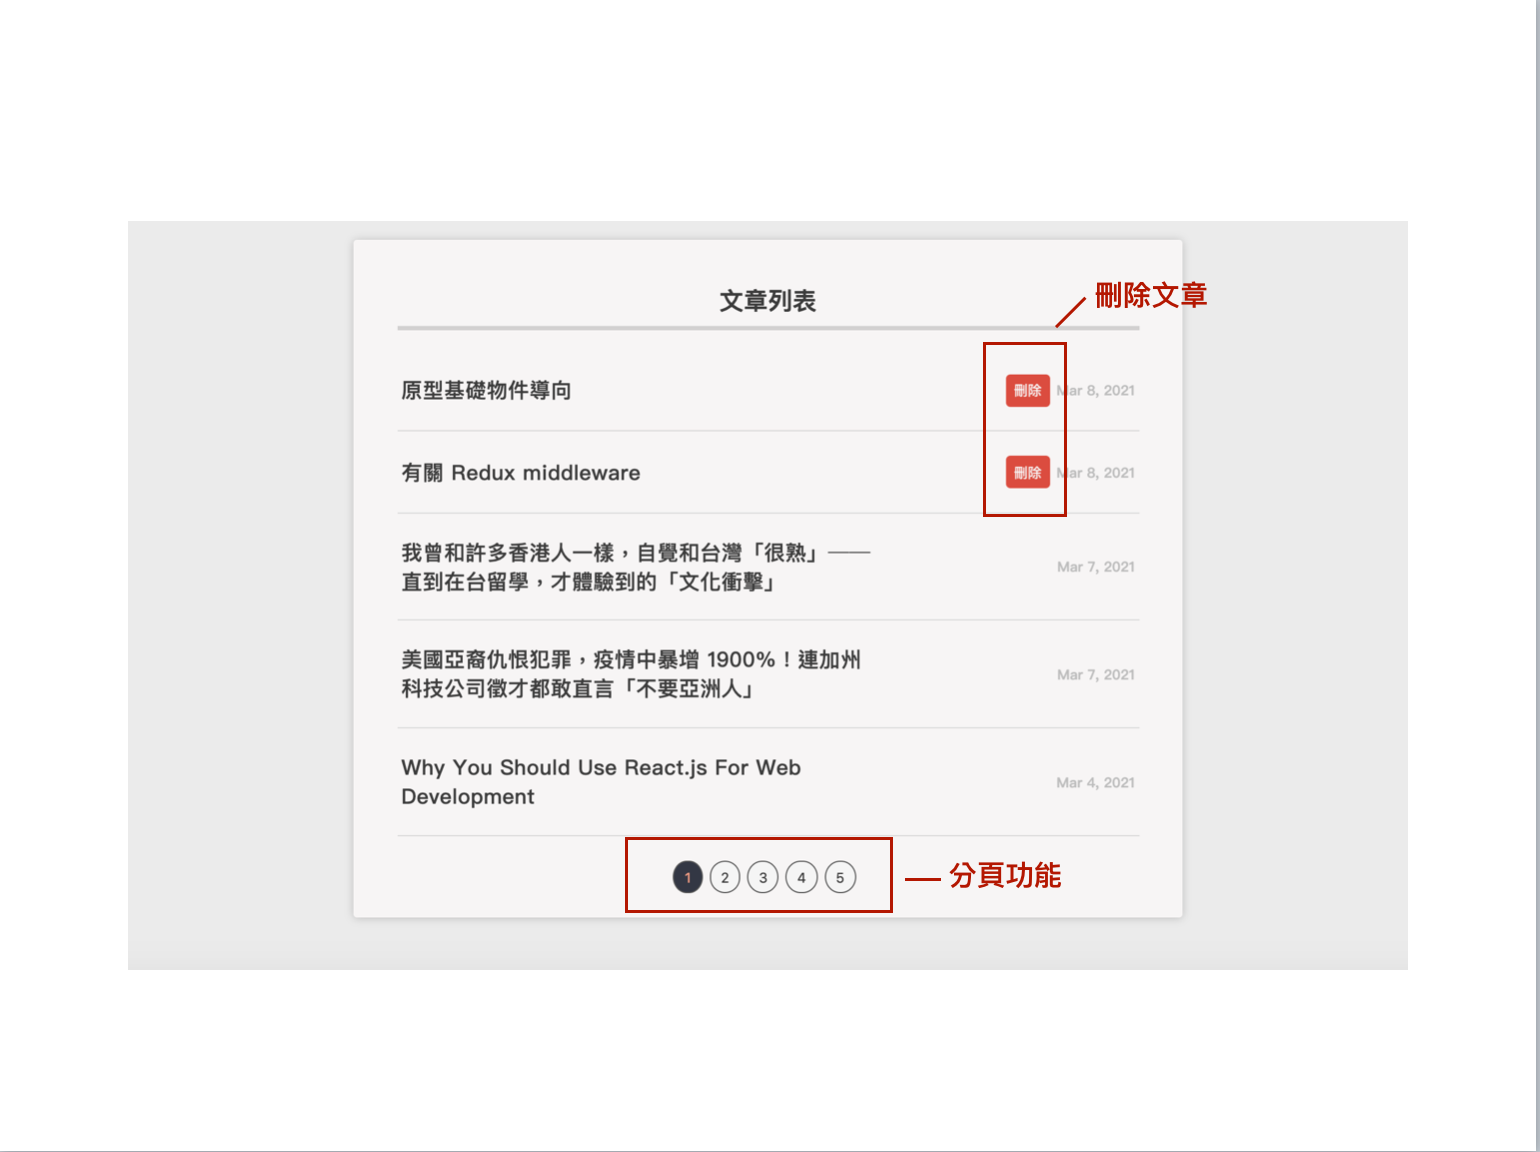 文章列表
刪除文章
原型基礎物件導向
刪除
Mar 8, 2021
有關 Redux middleware
刪除
Mar 8, 2021
我曾和許多香港人一樣，自覺和台灣「很熟」——
直到在台留學，才體驗到的「文化衝擊」
Mar 7, 2021
美國亞裔仇恨犯罪，疫情中暴增 1900%！連加州
科技公司徵才都敢直言「不要亞洲人」
Mar 7, 2021
Why You Should Use React.js For Web
Development
Mar 4, 2021
1 2 3 4 5
分頁功能